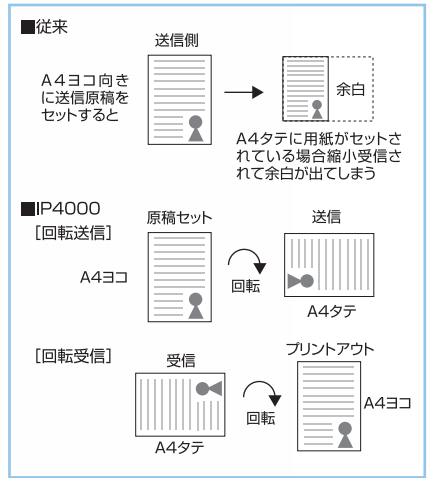 ■従来
送信側
A4ヨコ向き
に送信原稿を
セットすると
余白
A4タテに用紙がセットさ
れている場合縮小受信さ
れて余白が出てしまう
■IP4000
[回転送信]
原稿セット
送信
A4ヨコ
回転
A4タテ
[回転受信]
受信
プリントアウト
回転
A4ヨコ
A4タテ